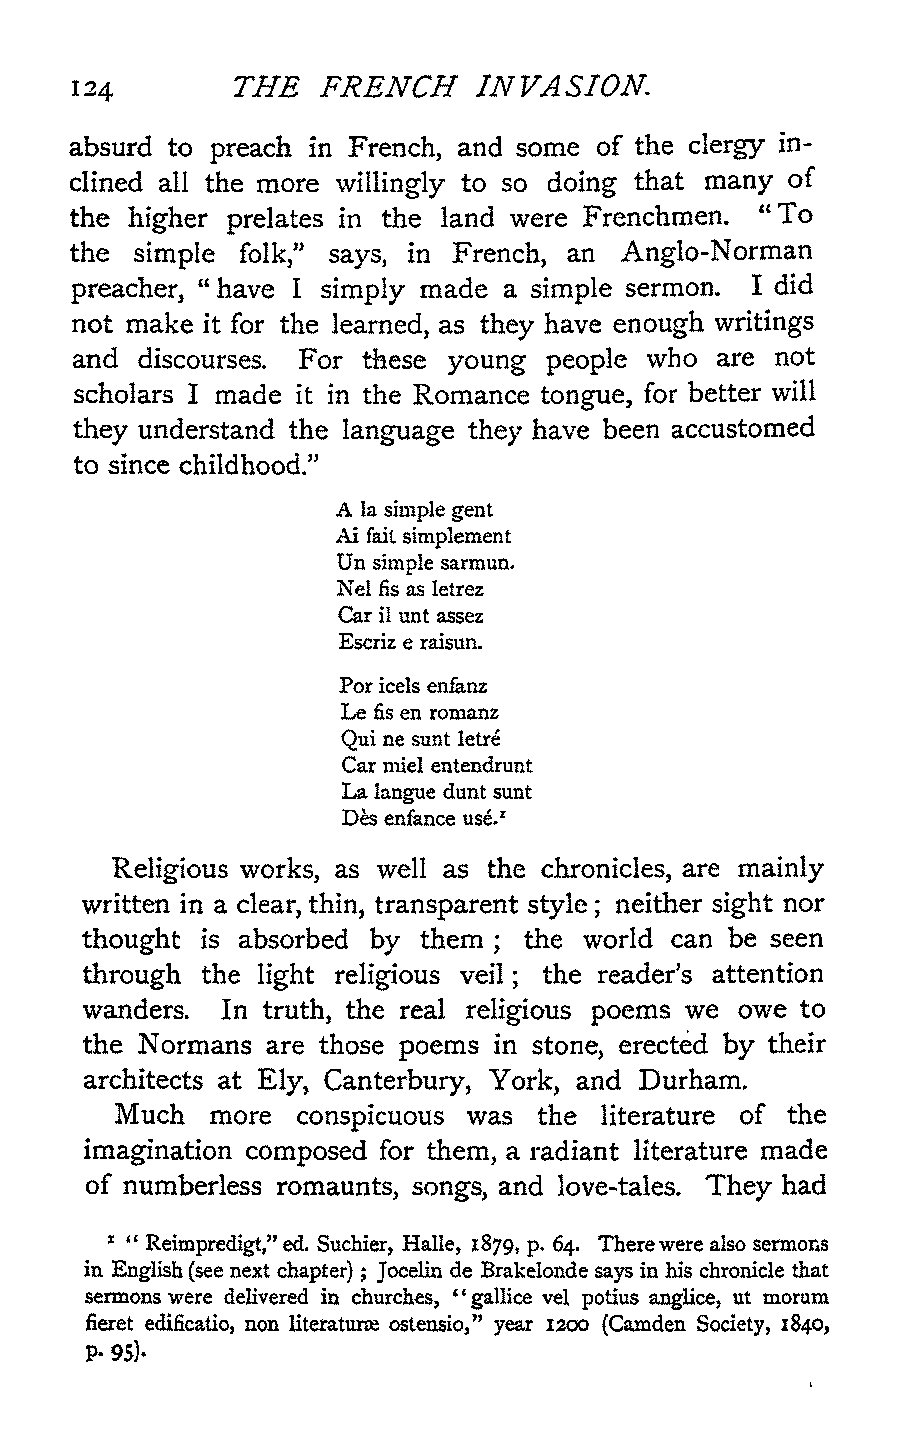 124 THE FRENCH INVASION.
absurd to preach in French, and some of the clergy in-
clined all the more willingly to so doing that many of
the higher prelates in the land were Frenchmen. “To
the simple folk,” says, in French, an Anglo-Norman
preacher, “have I simply made a simple sermon. I did
not make it for the learned, as they have enough writings
and discourses. For these young people who are not
scholars I made it in the Romance tongue, for better will
they understand the language they have been accustomed
to since childhood.”
A la simple gent
Ai fait simplement
Un simple sarmun.
Nel fis as letrez
Car il unt assez
Escriz e raisun.
Por icels enfanz
Le fis en romanz
Qui ne sunt letré
Car miel entendrunt
La langue dunt sunt
Dès enfance usé.¹
Religious works, as well as the chronicles, are mainly
written in a clear, thin, transparent style ; neither sight nor
thought is absorbed by them ; the world can be seen
through the light religious veil ; the reader’s attention
wanders. In truth, the real religious poems we owe to
the Normans are those poems in stone, erected by their
architects at Ely, Canterbury, York, and Durham.
Much more conspicuous was the literature of the
imagination composed for them, a radiant literature made
of numberless romaunts, songs, and love-tales. They had
¹ “Reimpredigt,” ed. Suchier, Halle, 1879, p. 64. There were also sermons
in English (see next chapter) ; Jocelin de Brakelonde says in his chronicle that
sermons were delivered in churches, “gallice vel potius anglice, ut morum
fieret edificatio, non literaturæ ostensio,” year 1200 (Camden Society, 1840,
p. 95).